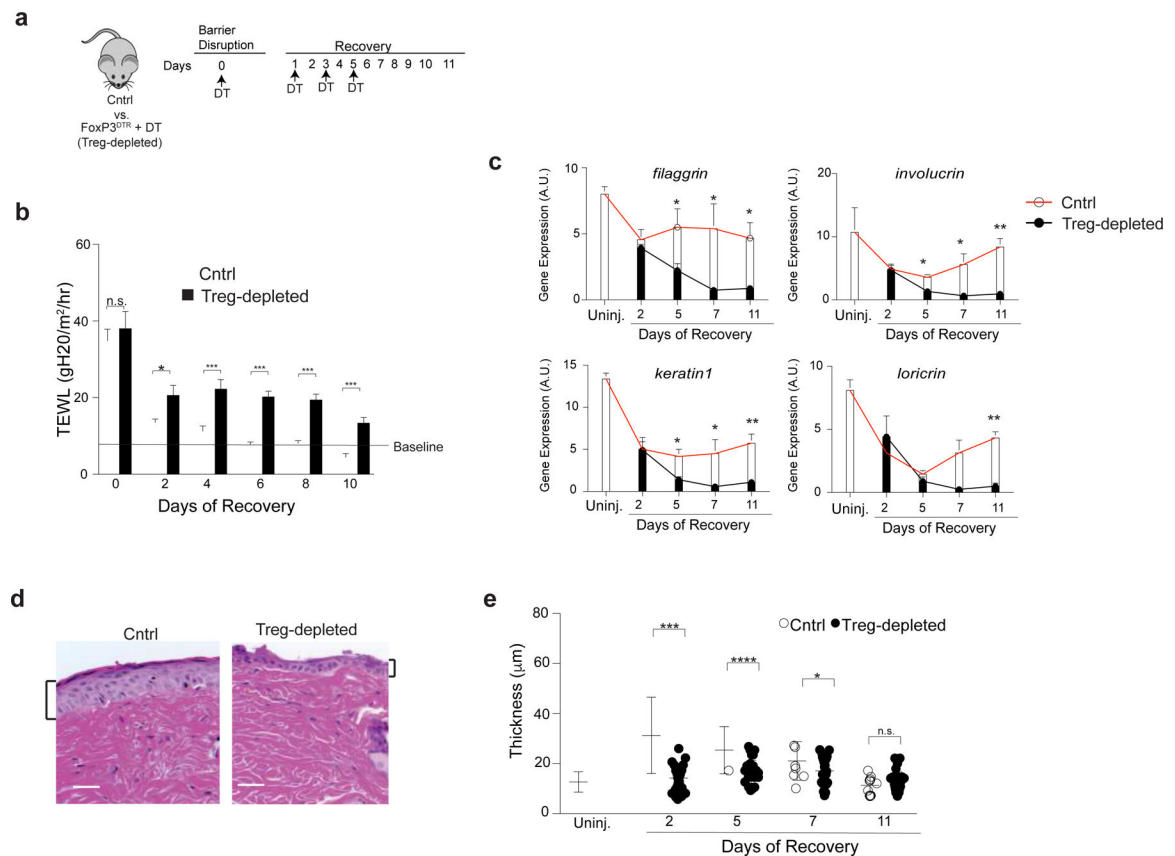 a
Barrier
Disruption
Recovery
Days 0 1 2 3 4 5 6 7 8 9 10 11
DT DT DT DT
Cntrl
vs.
FoxP3DTR + DT
(Treg-depleted)
b
Cntrl
Treg-depleted
TEWL (gH20/m²/hr)
60
40
20
0
n.s. * *** *** *** ***
Baseline
0 2 4 6 8 10
Days of Recovery
c
filaggrin
Gene Expression (A.U.)
10
5
0
* * *
Uninj. 2 5 7 11
Days of Recovery
involucrin
Gene Expression (A.U.)
20
10
0
* * **
Uninj. 2 5 7 11
Days of Recovery
Cntrl
Treg-depleted
keratin1
Gene Expression (A.U.)
15
10
5
0
* * **
Uninj. 2 5 7 11
Days of Recovery
loricrin
Gene Expression (A.U.)
10
5
0
**
Uninj. 2 5 7 11
Days of Recovery
d
Cntrl
Treg-depleted
e
Cntrl Treg-depleted
Thickness (μm)
80
60
40
20
0
*** **** * n.s.
Uninj. 2 5 7 11
Days of Recovery